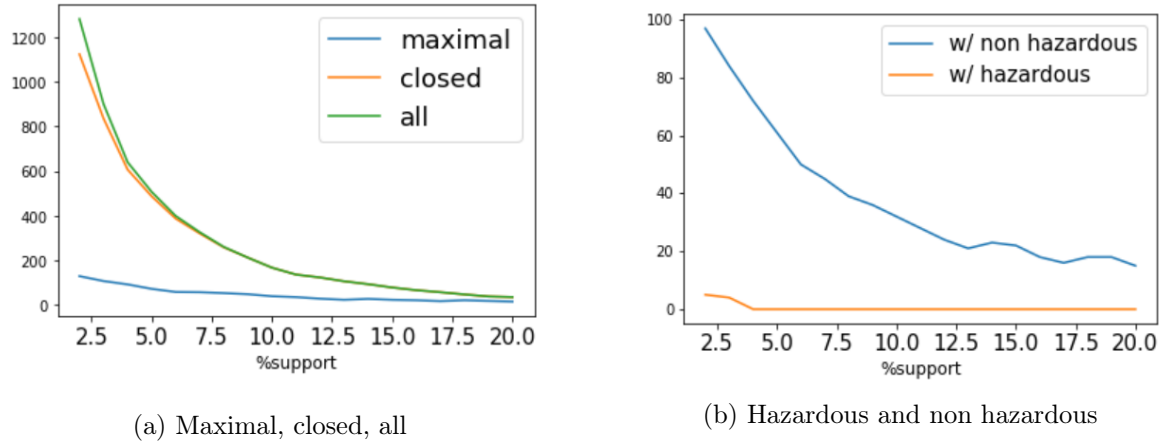 1200
1000
800
600
400
200
0
maximal
closed
all
2.5 5.0 7.5 10.0 12.5 15.0 17.5 20.0
%support
(a) Maximal, closed, all
100
80
60
40
20
0
w/ non hazardous
w/ hazardous
2.5 5.0 7.5 10.0 12.5 15.0 17.5 20.0
%support
(b) Hazardous and non hazardous